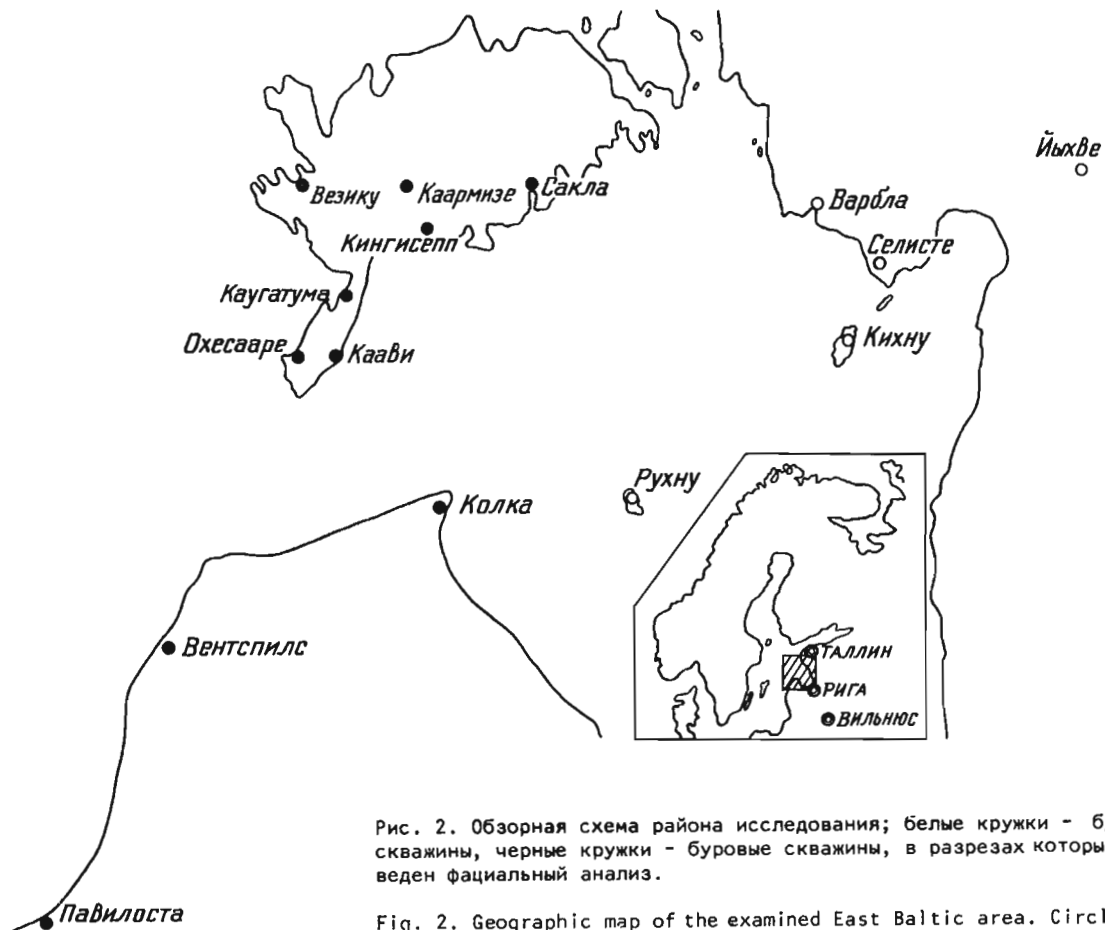 Йыхве
Везику
Каармизе
Сакла
Варбла
Кингисепп
Селисте
Каугатума
Охесааре
Каави
Кихну
Рухну
Колка
Вентспилс
ТАЛЛИН
РИГА
ВИЛЬНЮС
Павилоста
Рис. 2. Обзорная схема района исследования; белые кружки - б
скважины, черные кружки - буровые скважины, в разрезах которы
веден фациальный анализ.
Fig. 2. Geographic map of the examined East Baltic area. Circl